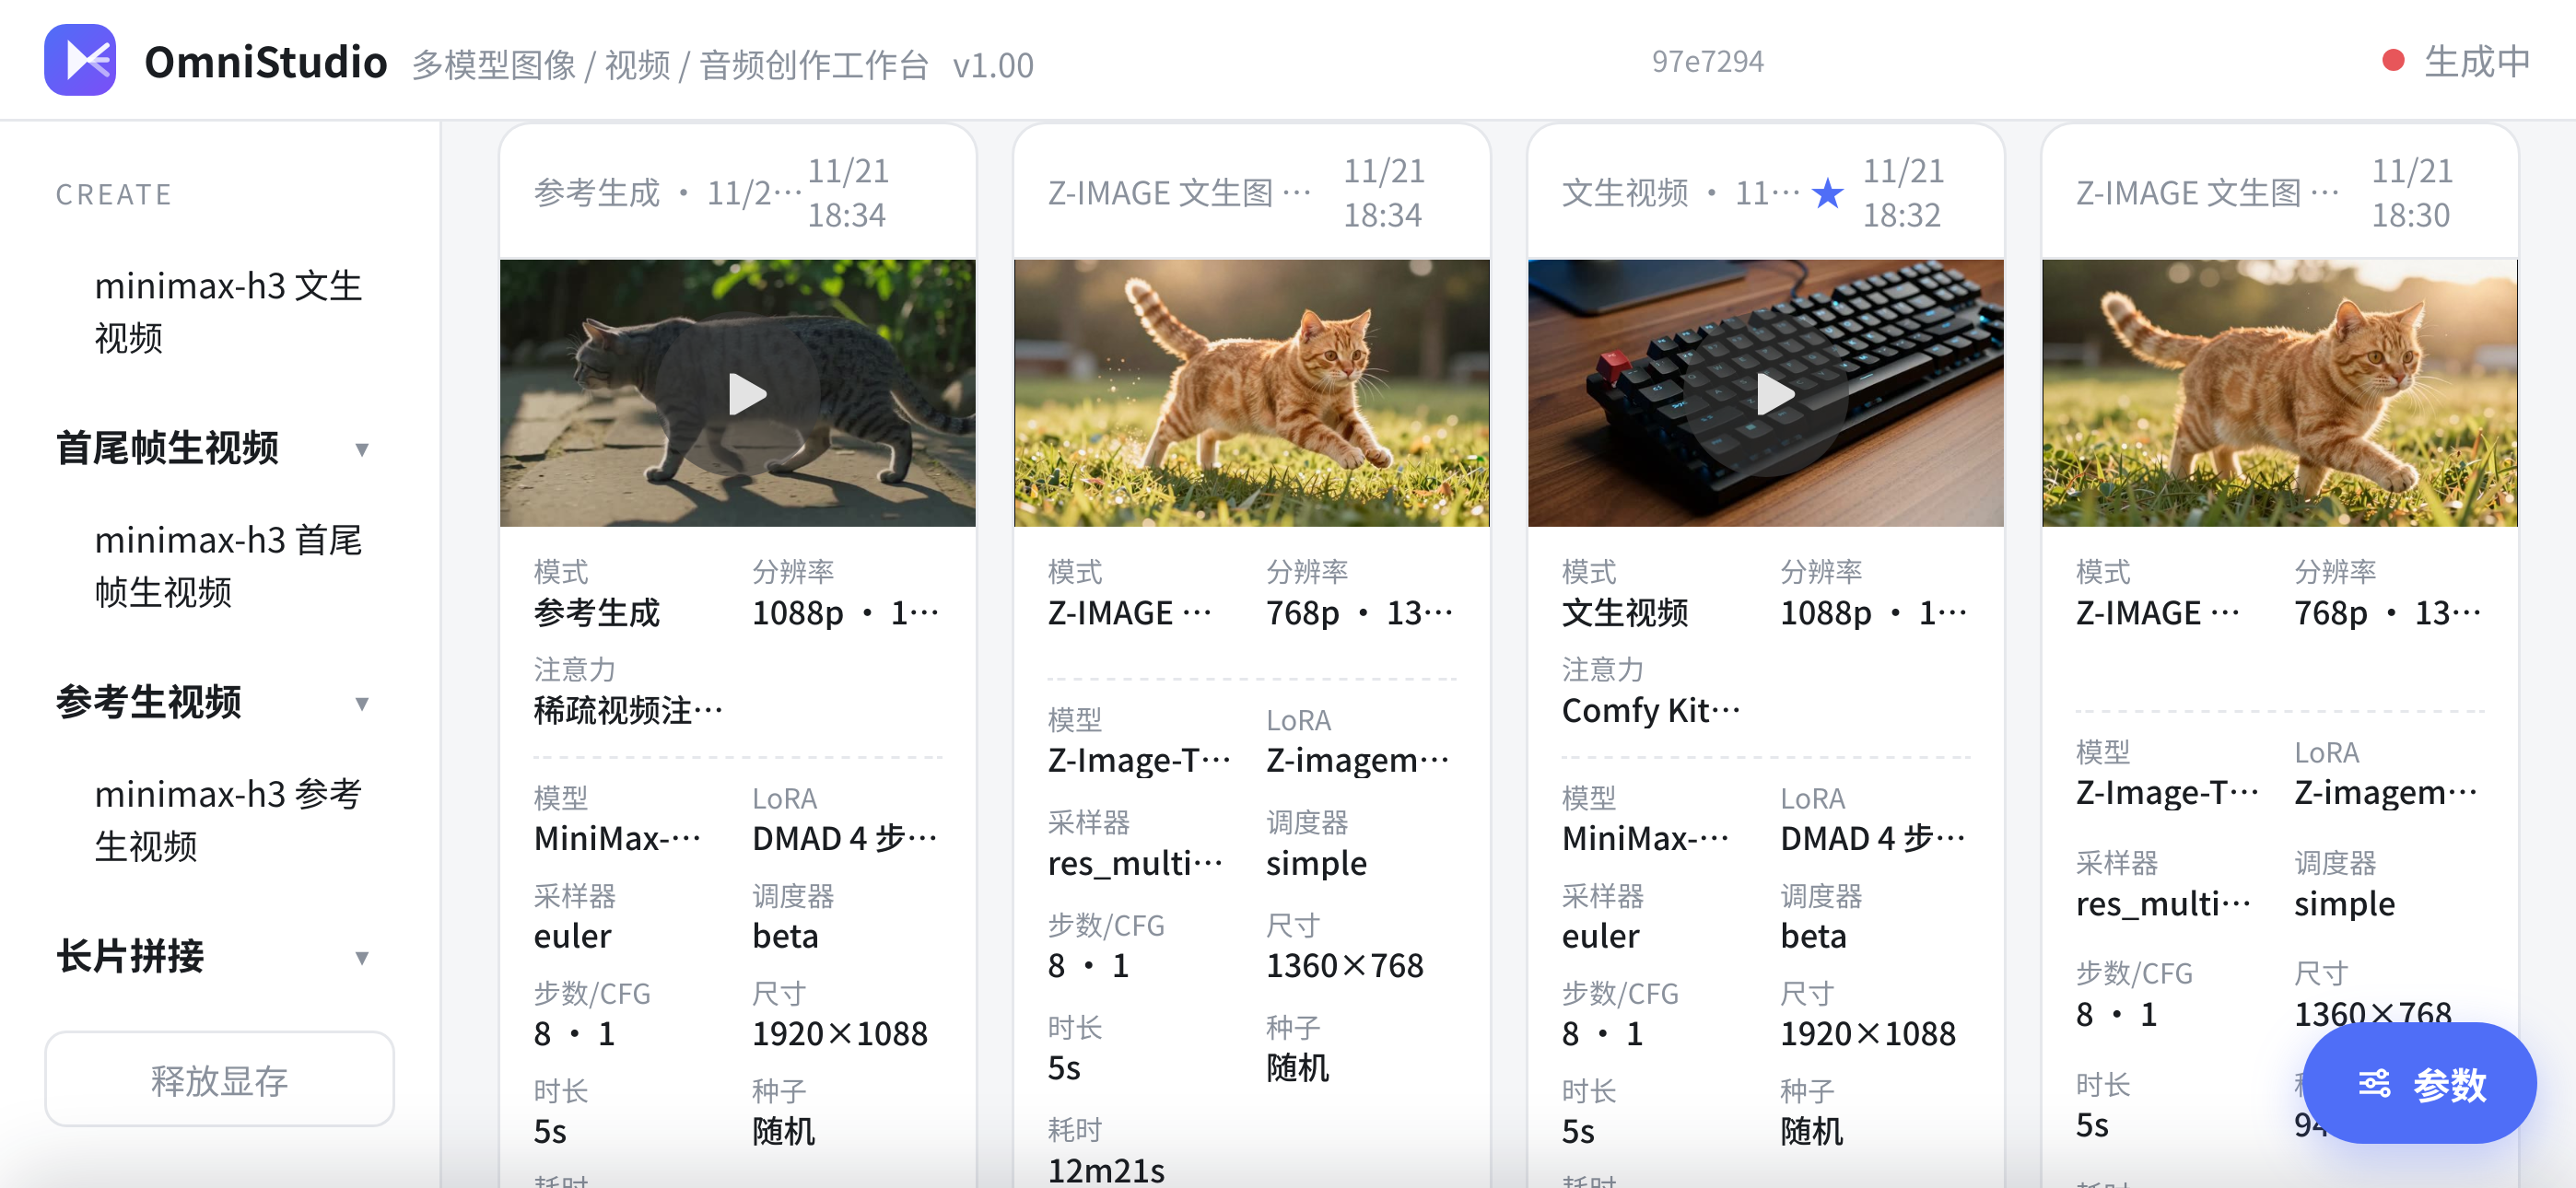 OmniStudio 多模型图像 / 视频 / 音频创作工作台 v1.00
97e7294
生成中
CREATE
minimax-h3 文生
视频
首尾帧生视频 ▼
minimax-h3 首尾
帧生视频
参考生视频 ▼
minimax-h3 参考
生视频
长片拼接 ▼
释放显存
参考生成 • 11/2…
11/21
18:34
模式
参考生成
分辨率
1088p • 1…
注意力
稀疏视频注…
模型
MiniMax-…
LoRA
DMAD 4 步…
采样器
euler
调度器
beta
步数/CFG
8 • 1
尺寸
1920×1088
时长
5s
种子
随机
耗时
Z-IMAGE 文生图 …
11/21
18:34
模式
Z-IMAGE …
分辨率
768p • 13…
模型
Z-Image-T…
LoRA
Z-imagem…
采样器
res_multi…
调度器
simple
步数/CFG
8 • 1
尺寸
1360×768
时长
5s
种子
随机
耗时
12m21s
文生视频 • 11… ★
11/21
18:32
模式
文生视频
分辨率
1088p • 1…
注意力
Comfy Kit…
模型
MiniMax-…
LoRA
DMAD 4 步…
采样器
euler
调度器
beta
步数/CFG
8 • 1
尺寸
1920×1088
时长
5s
种子
随机
耗时
Z-IMAGE 文生图 …
11/21
18:30
模式
Z-IMAGE …
分辨率
768p • 13…
模型
Z-Image-T…
LoRA
Z-imagem…
采样器
res_multi…
调度器
simple
步数/CFG
8 • 1
尺寸
1360×768
时长
5s
耗时
参数